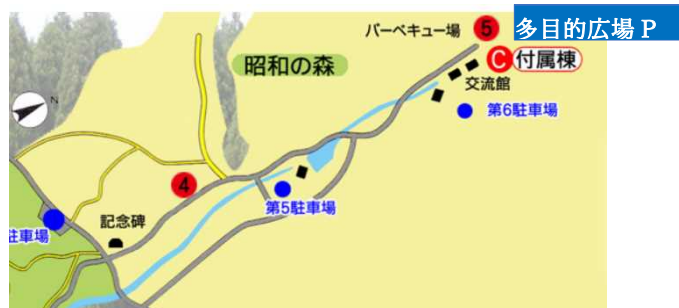 多目的広場 P
バーベキュー場
5
C 付属棟
昭和の森
交流館
N
第6駐車場
4
第5駐車場
記念碑
駐車場